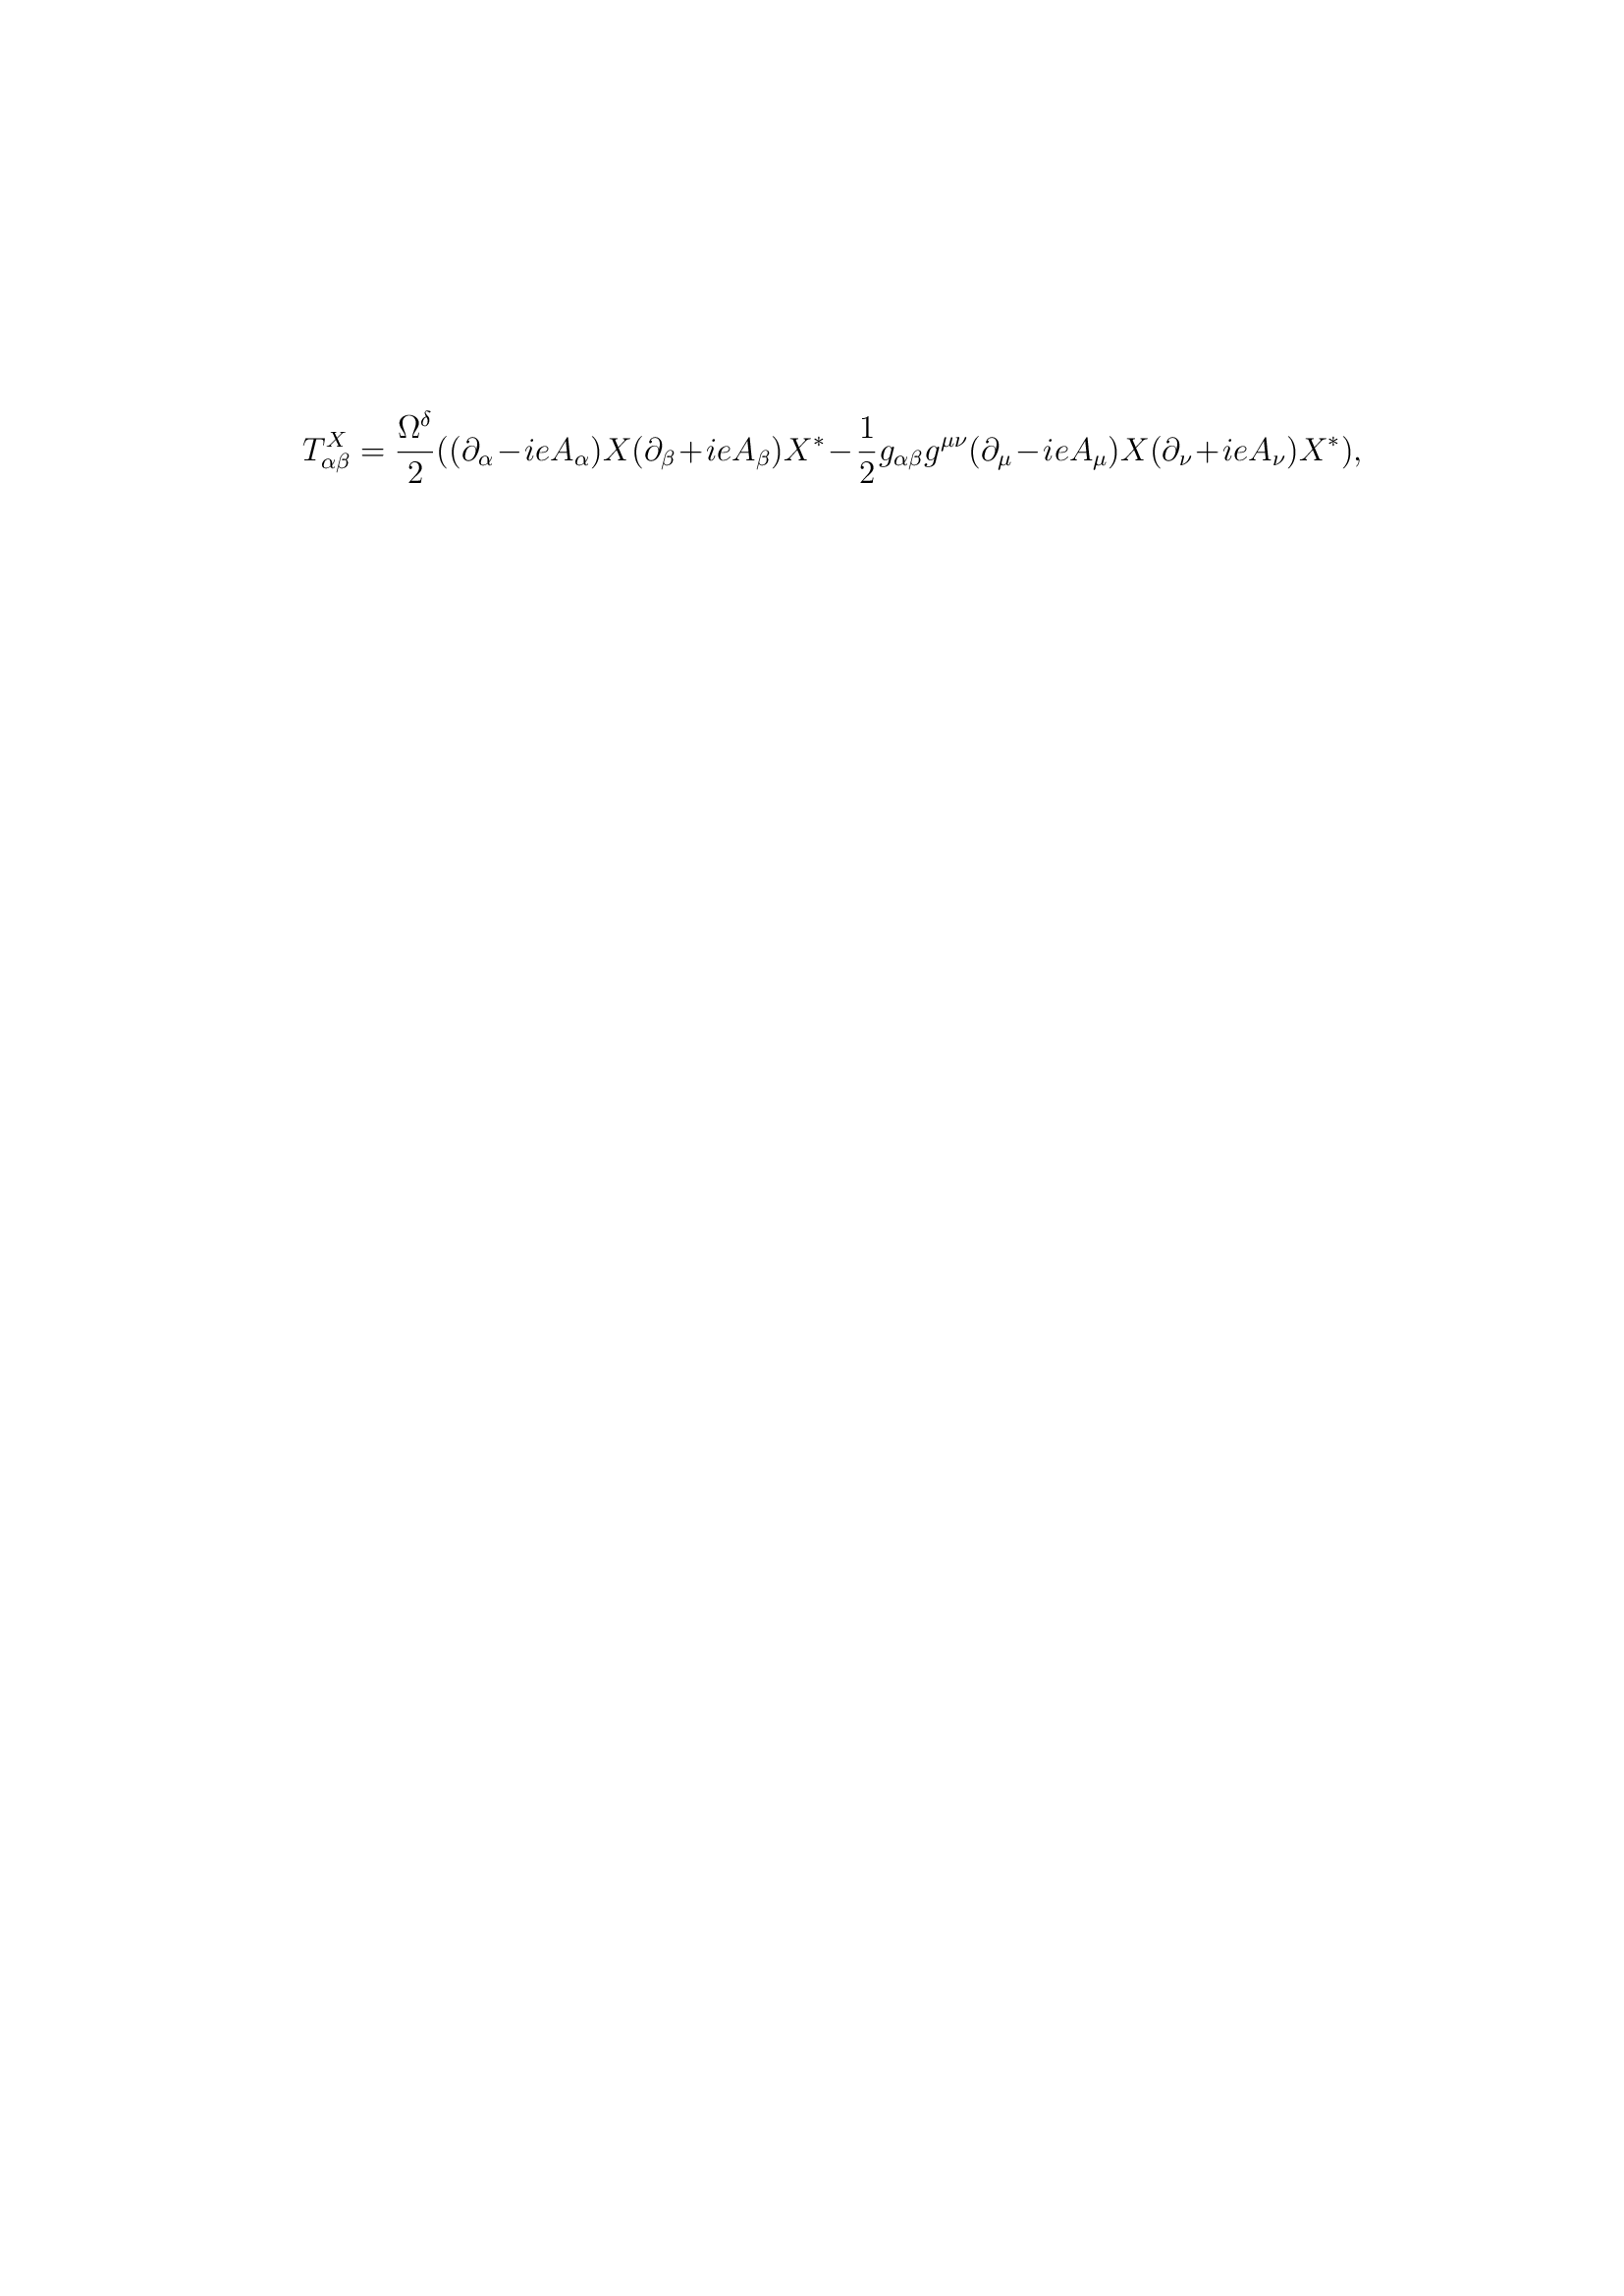 $T^X_{\alpha\beta} = \frac{\Omega^\delta}{2}((\partial_\alpha - ieA_\alpha)X(\partial_\beta + ieA_\beta)X^* - \frac{1}{2}g_{\alpha\beta}g^{\mu\nu}(\partial_\mu - ieA_\mu)X(\partial_\nu + ieA_\nu)X^*),$